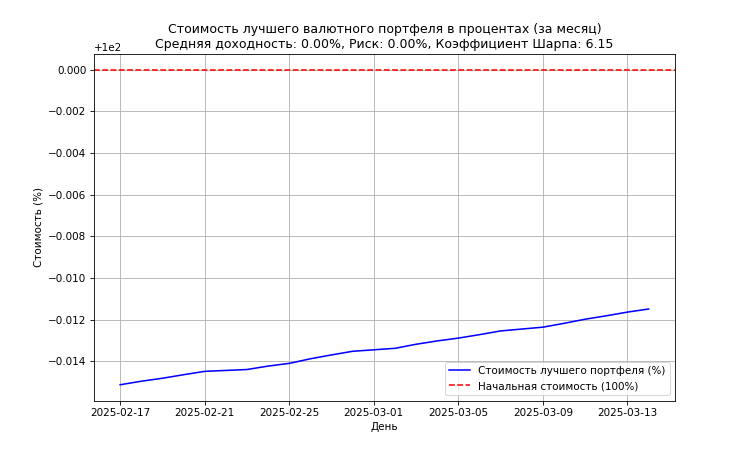 Стоимость лучшего валютного портфеля в процентах (за месяц)
Средняя доходность: 0.00%, Риск: 0.00%, Коэффициент Шарпа: 6.15
+1e2
0.000
−0.002
−0.004
−0.006
−0.008
−0.010
−0.012
−0.014
Стоимость (%)
Стоимость лучшего портфеля (%)
Начальная стоимость (100%)
2025-02-17 2025-02-21 2025-02-25 2025-03-01 2025-03-05 2025-03-09 2025-03-13
День